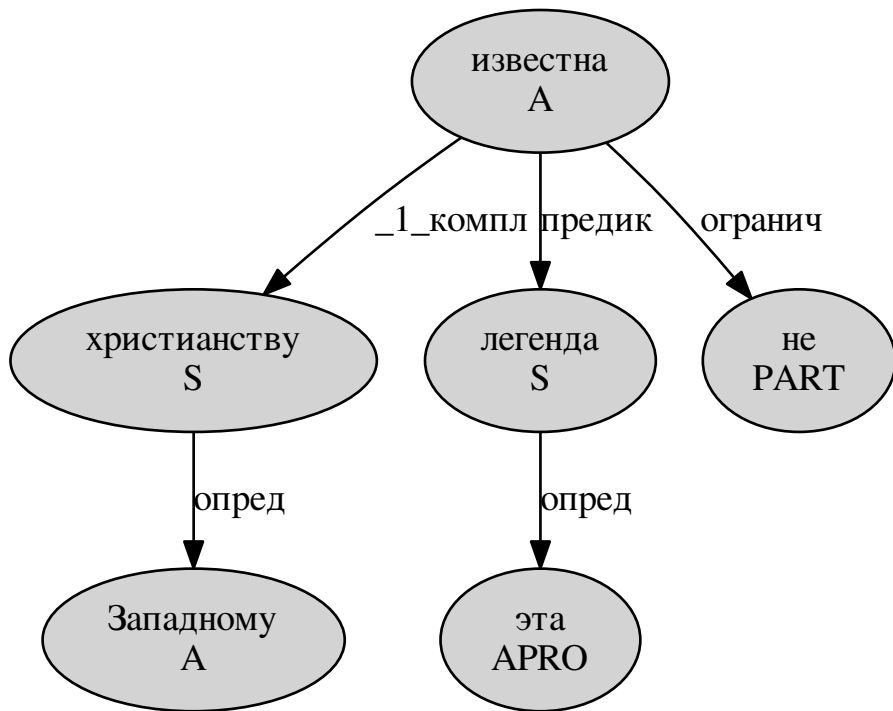 известна
A
_1_компл предик огранич
христианству
S
легенда
S
не
PART
опред опред
Западному
A
эта
APRO